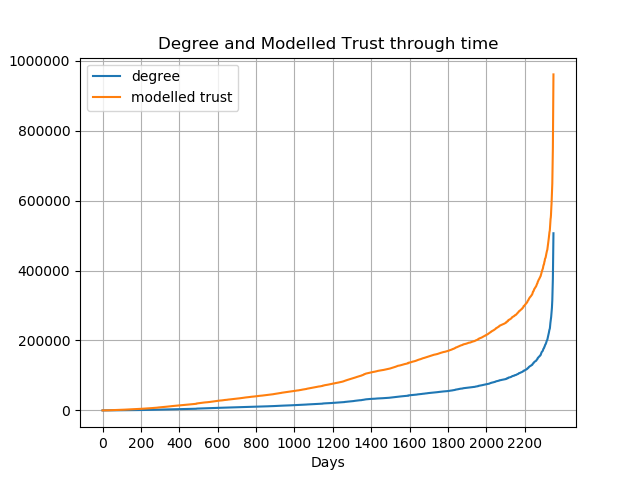 Degree and Modelled Trust through time
1000000
800000
600000
400000
200000
0
degree
modelled trust
0 200 400 600 800 1000 1200 1400 1600 1800 2000 2200
Days